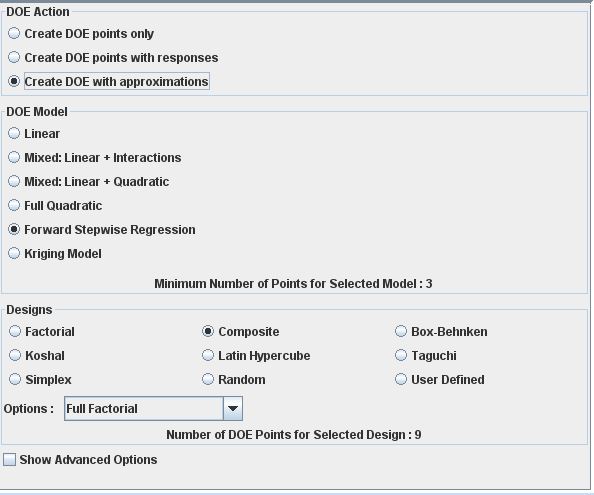 DOE Action
Create DOE points only
Create DOE points with responses
Create DOE with approximations
DOE Model
Linear
Mixed: Linear + Interactions
Mixed: Linear + Quadratic
Full Quadratic
Forward Stepwise Regression
Kriging Model
Minimum Number of Points for Selected Model : 3
Designs
Factorial Composite Box-Behnken
Koshal Latin Hypercube Taguchi
Simplex Random User Defined
Options : Full Factorial
Number of DOE Points for Selected Design : 9
Show Advanced Options